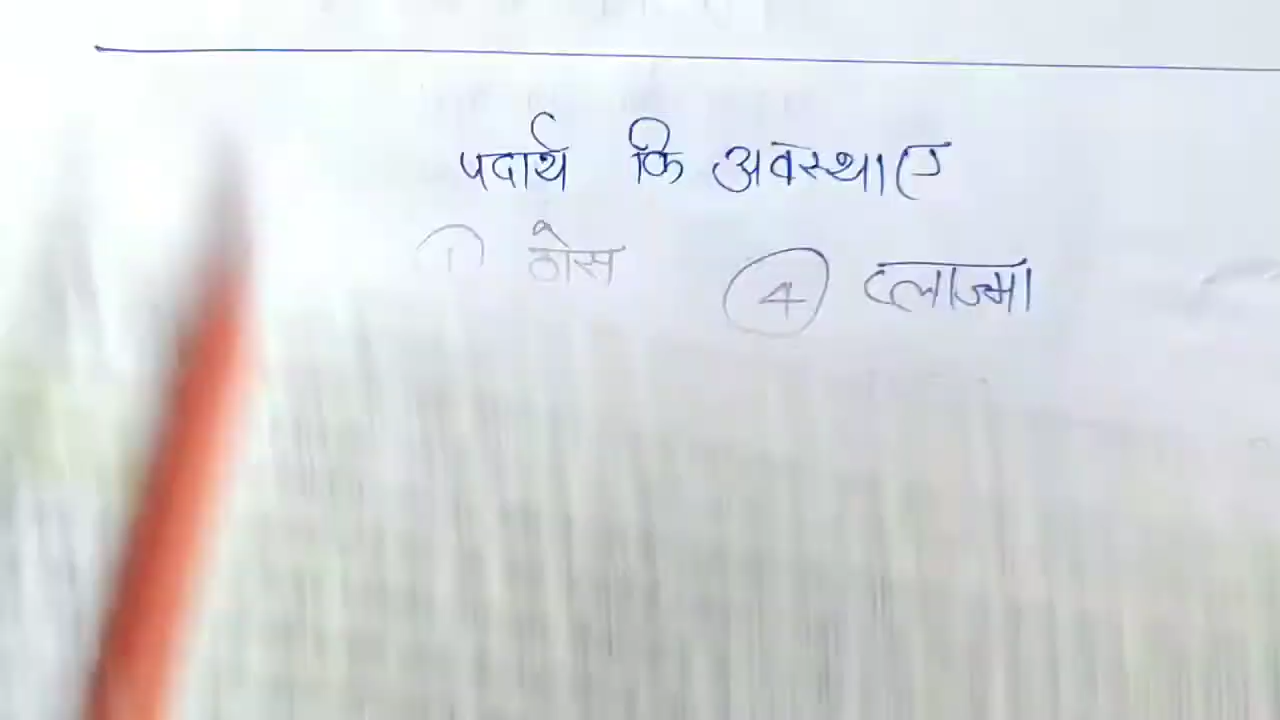 पदार्थ कि अवस्थाए
① ठोस
④ प्लाज्मा